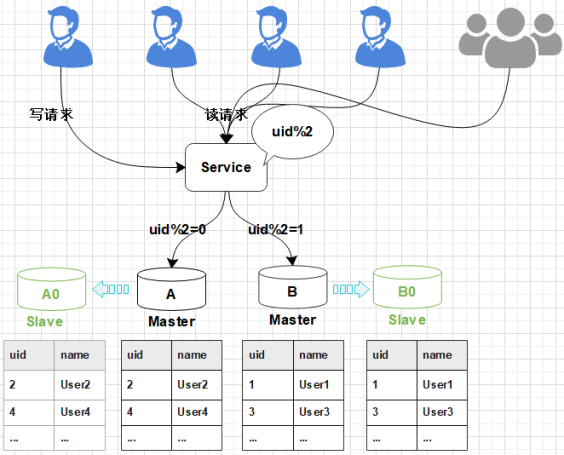 写请求
读请求
uid%2
Service
uid%2=0
uid%2=1
A0
A
B
B0
Slave
Master
Master
Slave
uid name
2 User2
4 User4
... ...
uid name
2 User2
4 User4
... ...
uid name
1 User1
3 User3
... ...
uid name
1 User1
3 User3
... ...